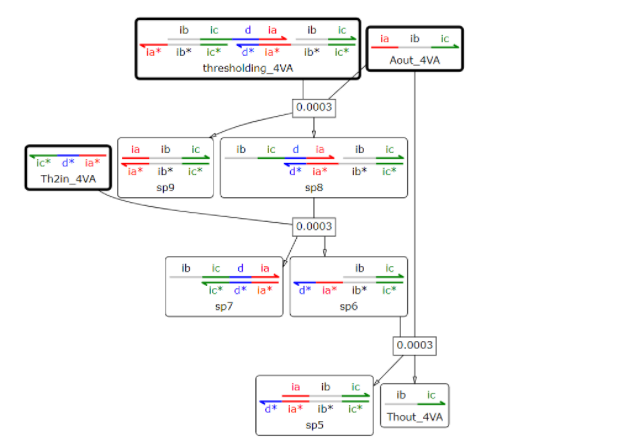 ib ic d ia ib ic
ia* ib* ic* d* ia* ib* ic*
thresholding_4VA
ia ib ic
Aout_4VA
0.0003
ic* d* ia*
Th2in_4VA
ia ib ic
ia* ib* ic*
sp9
ib ic d ia ib ic
d* ia* ib* ic*
sp8
0.0003
ib ic d ia
ic* d* ia*
sp7
ib ic
d* ia* ib* ic*
sp6
0.0003
ia ib ic
d* ia* ib* ic*
sp5
ib ic
Thout_4VA